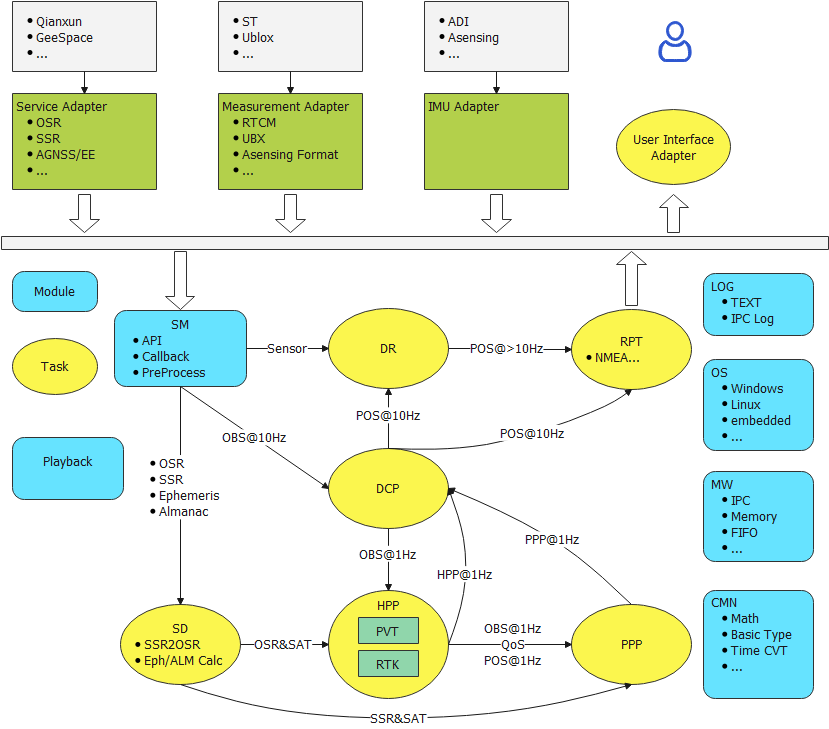 • Qianxun
• GeeSpace
• ...
• ST
• Ublox
• ...
• ADI
• Asensing
• ...
Service Adapter
• OSR
• SSR
• AGNSS/EE
• ...
Measurement Adapter
• RTCM
• UBX
• Asensing Format
• ...
IMU Adapter
User Interface
Adapter
Module
Task
Playback
SM
• API
• Callback
• PreProcess
Sensor
DR
POS@>10Hz
RPT
• NMEA...
OBS@10Hz
POS@10Hz
POS@10Hz
• OSR
• SSR
• Ephemeris
• Almanac
DCP
OBS@1Hz
HPP@1Hz
PPP@1Hz
SD
• SSR2OSR
• Eph/ALM Calc
OSR&SAT
HPP
PVT
RTK
OBS@1Hz
QoS
POS@1Hz
PPP
SSR&SAT
LOG
• TEXT
• IPC Log
OS
• Windows
• Linux
• embedded
• ...
MW
• IPC
• Memory
• FIFO
• ...
CMN
• Math
• Basic Type
• Time CVT
• ...